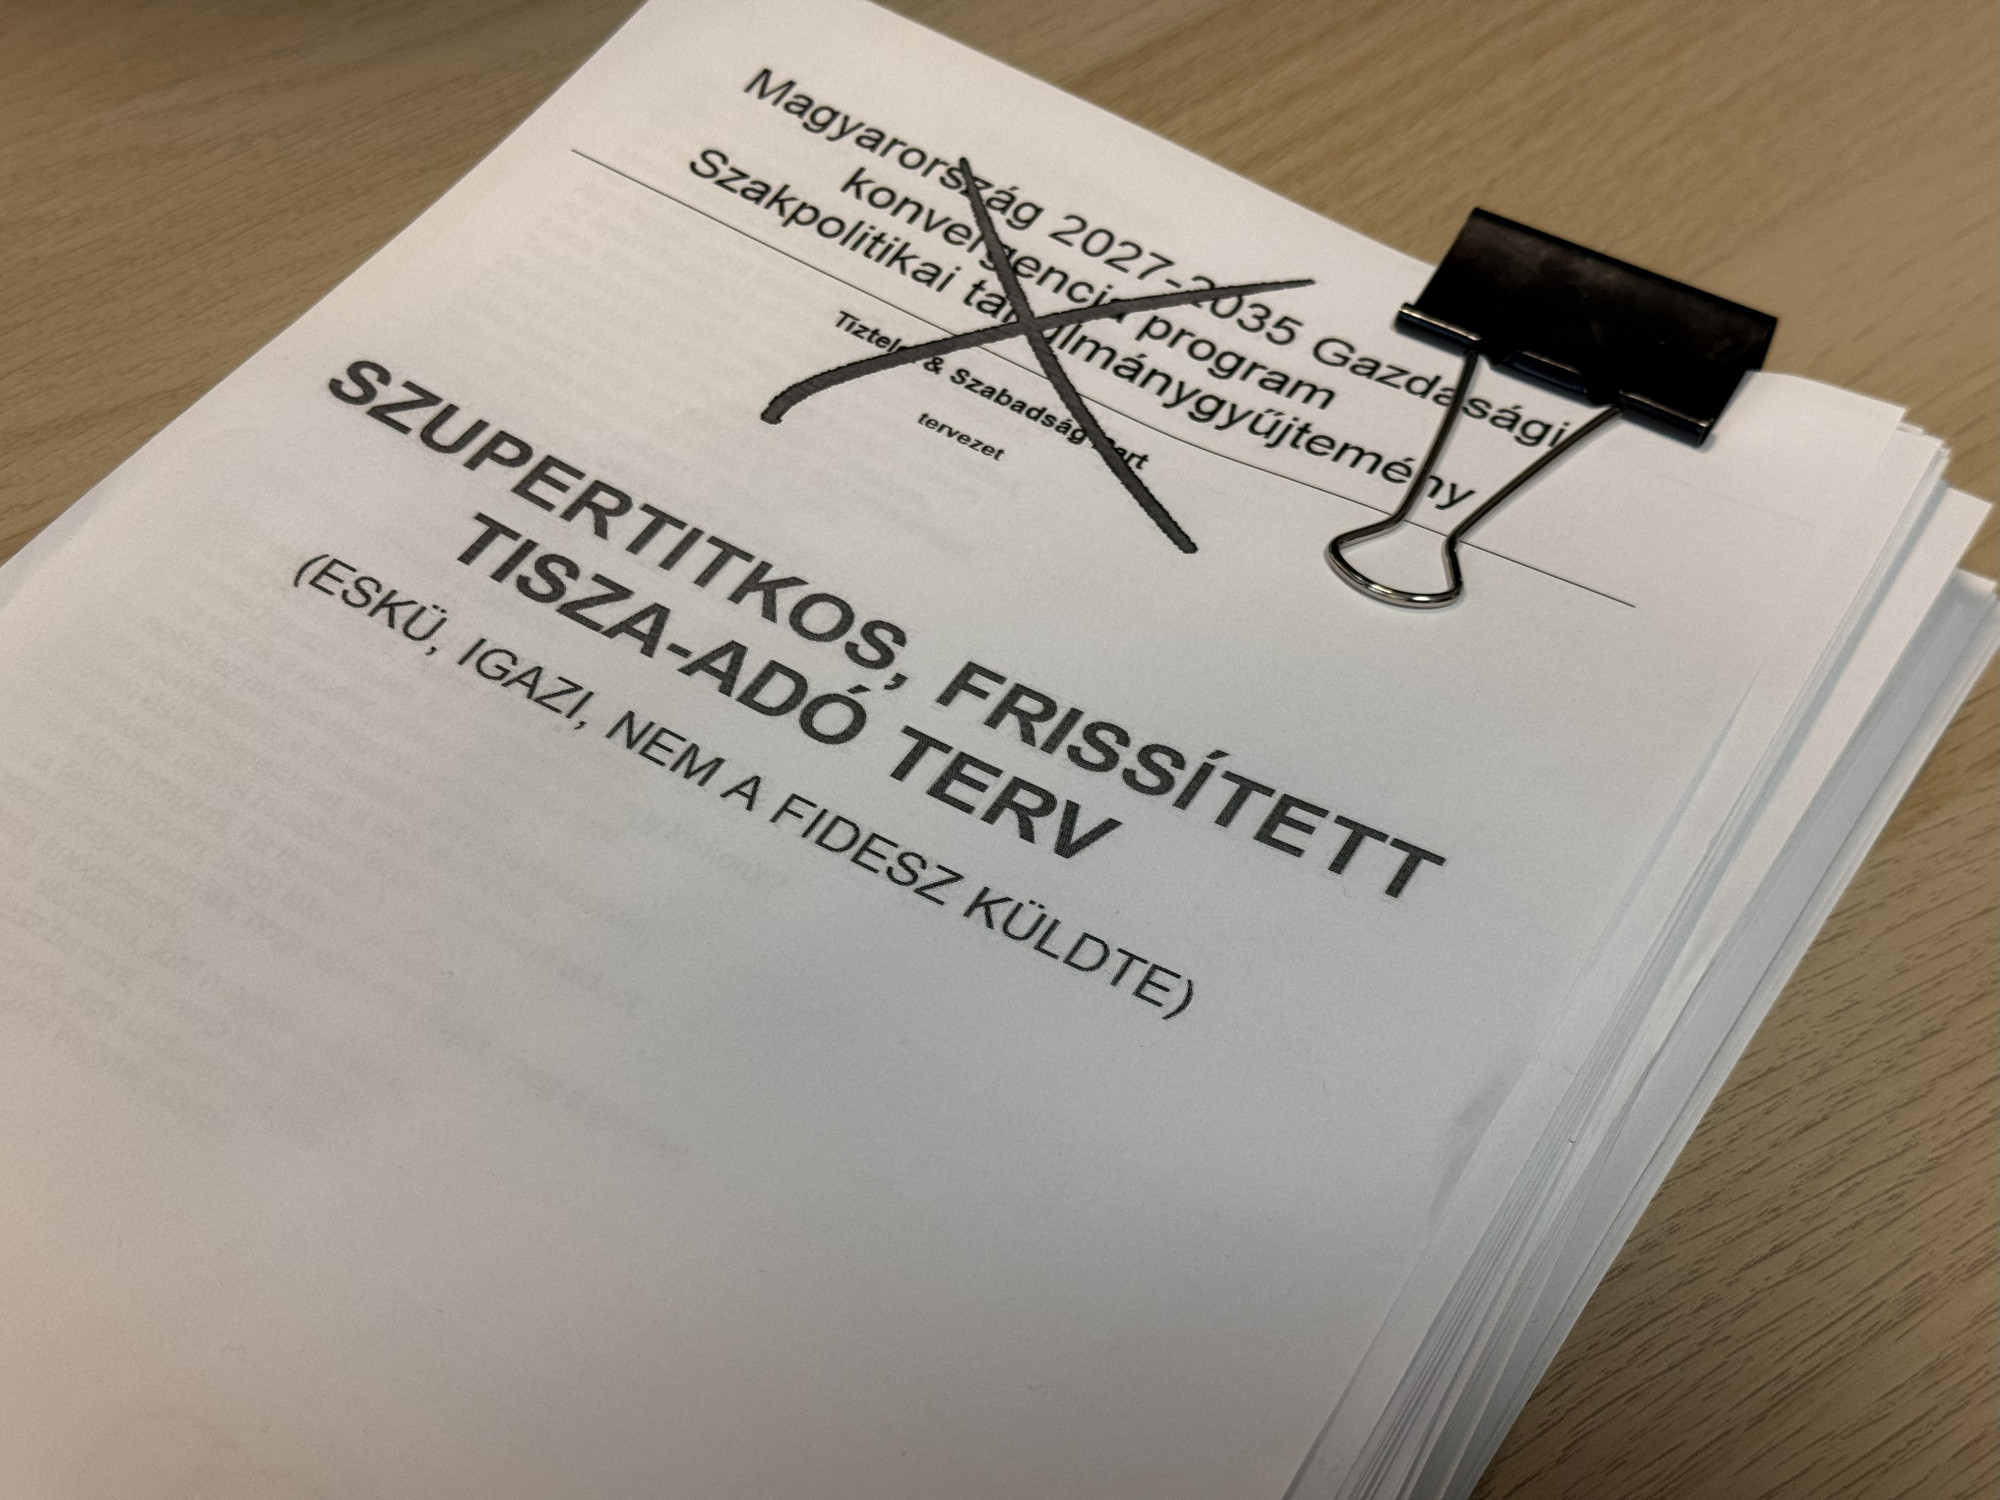 Magyarország 2027-2035 Gazdasági
konvergencia program
Szakpolitikai tanulmánygyűjtemény
& Szabadság
tervezet
SZUPERTITKOS, FRISSÍTETT
TISZA-ADÓ TERV
(ESKÜ, IGAZI, NEM A FIDESZ KÜLDTE)